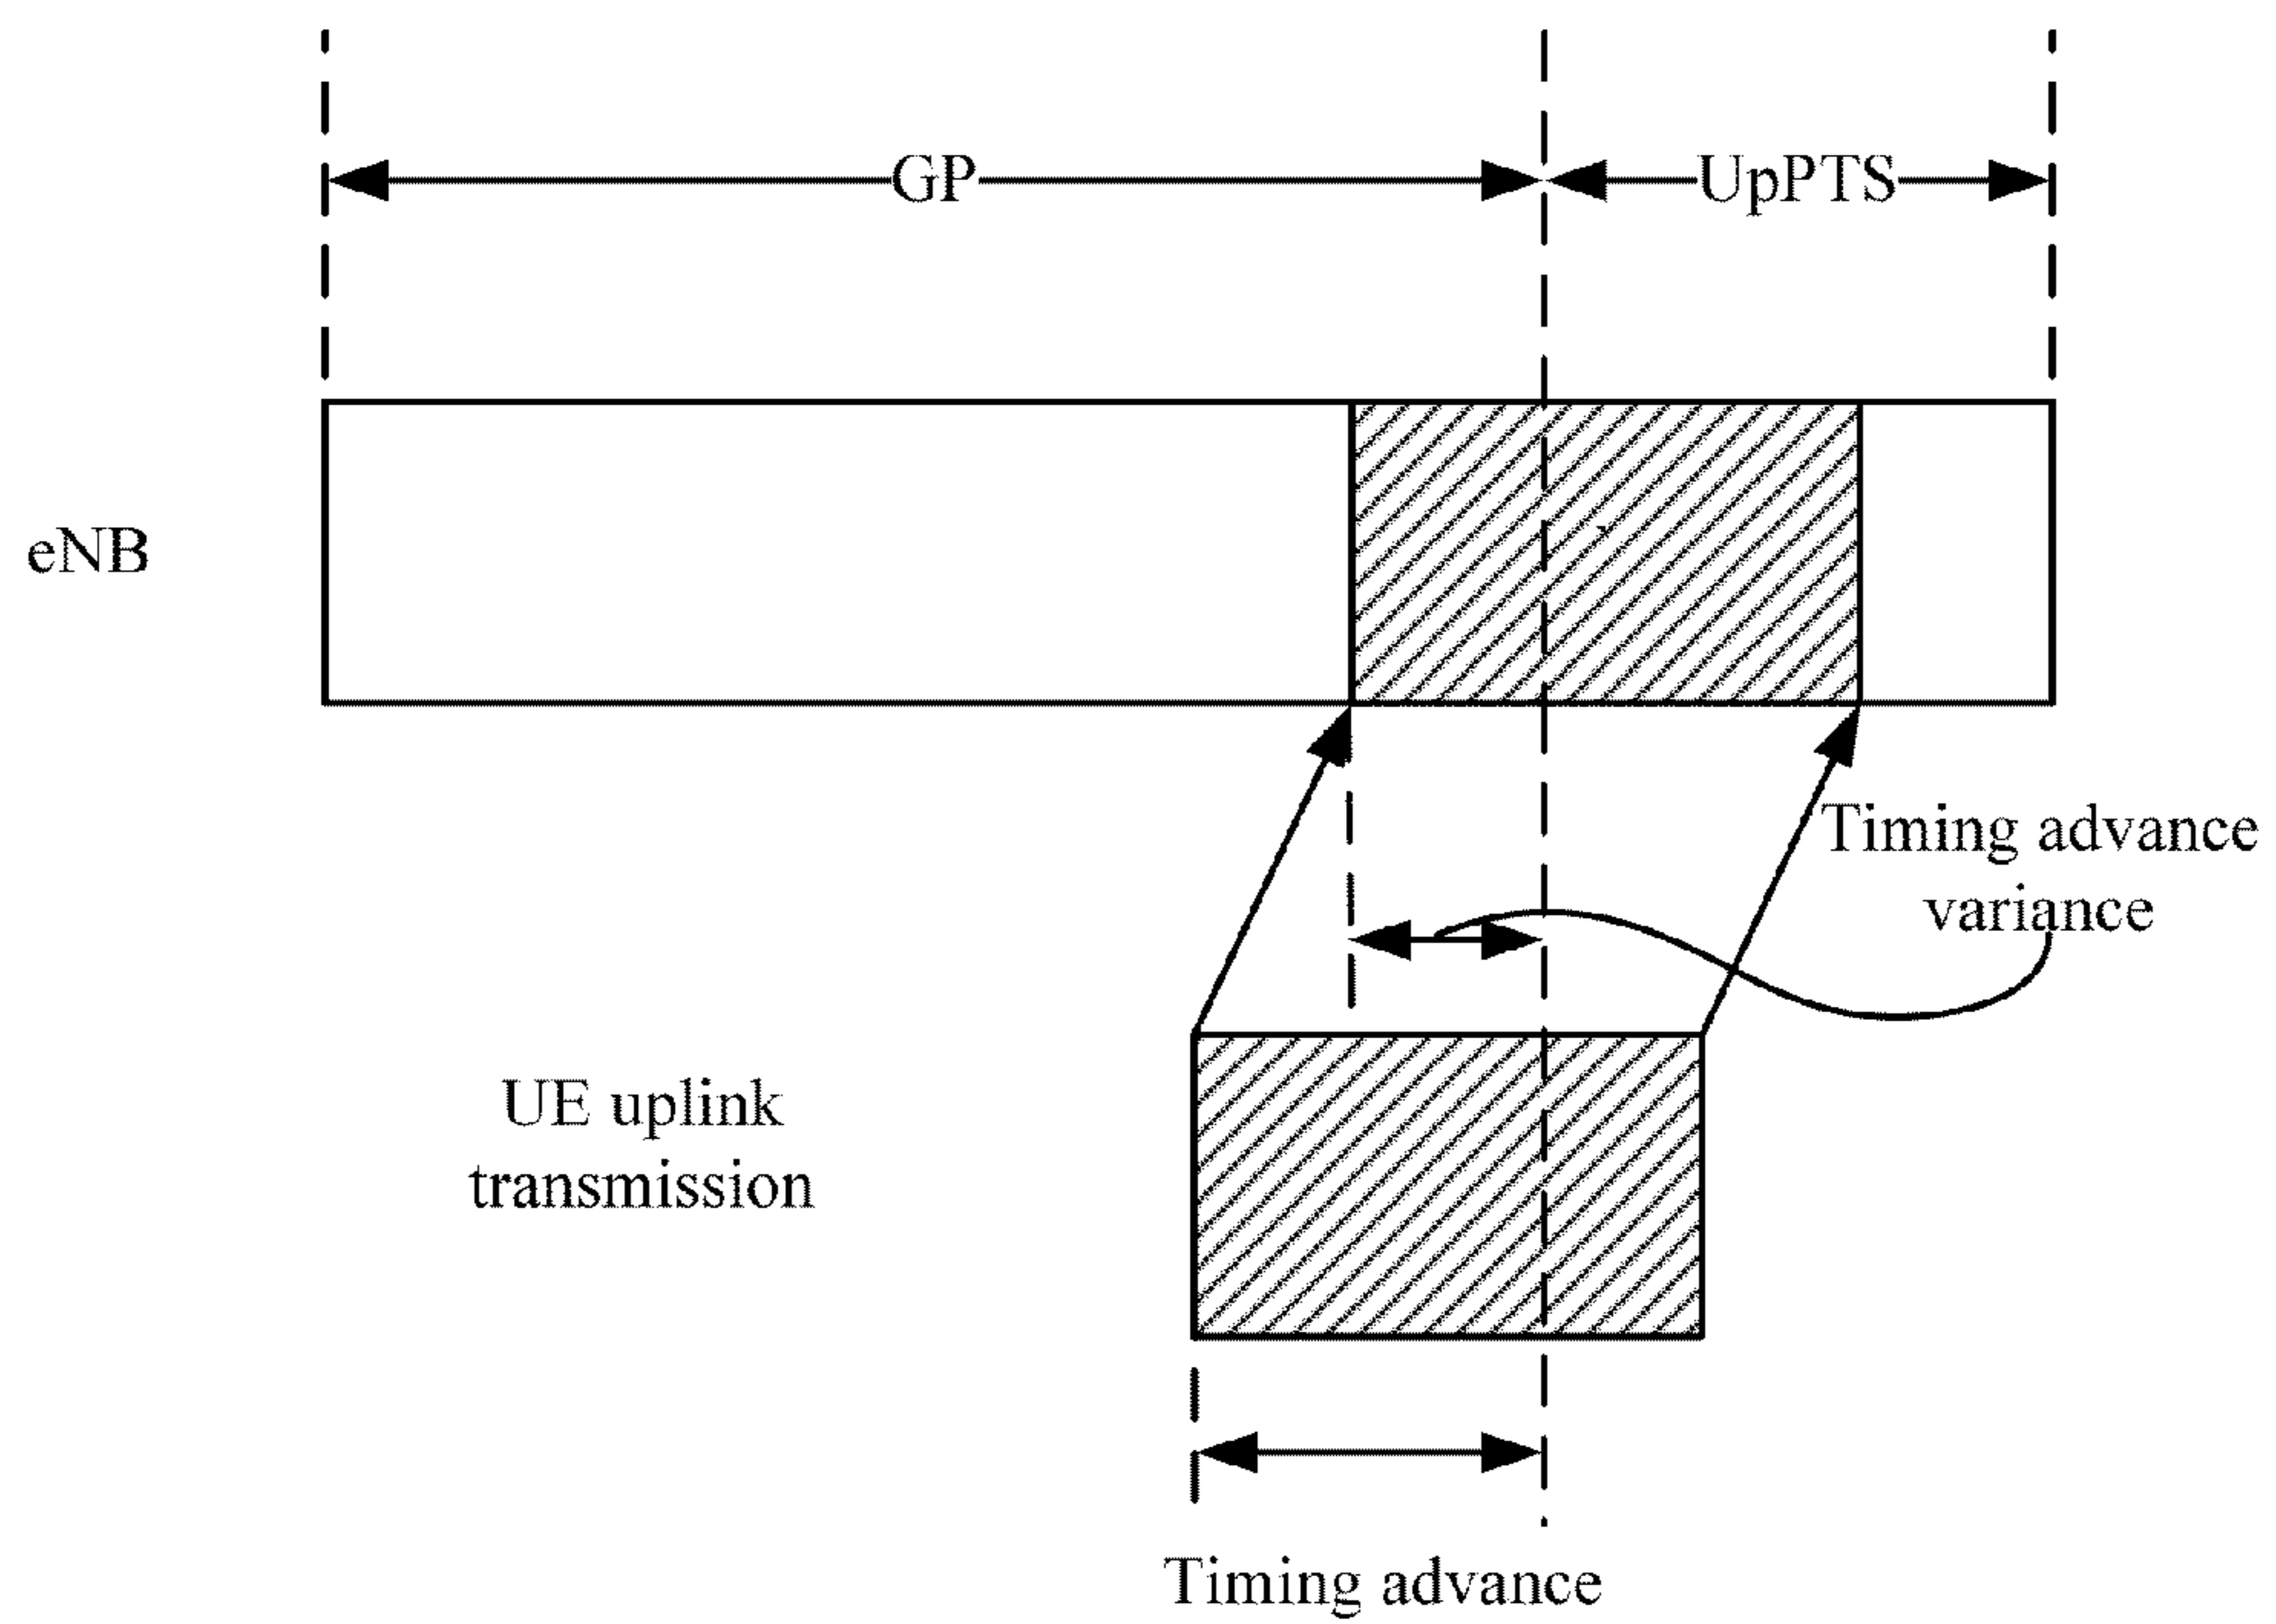 GP
UpPTS
eNB
Timing advance
variance
UE uplink
transmission
Timing advance